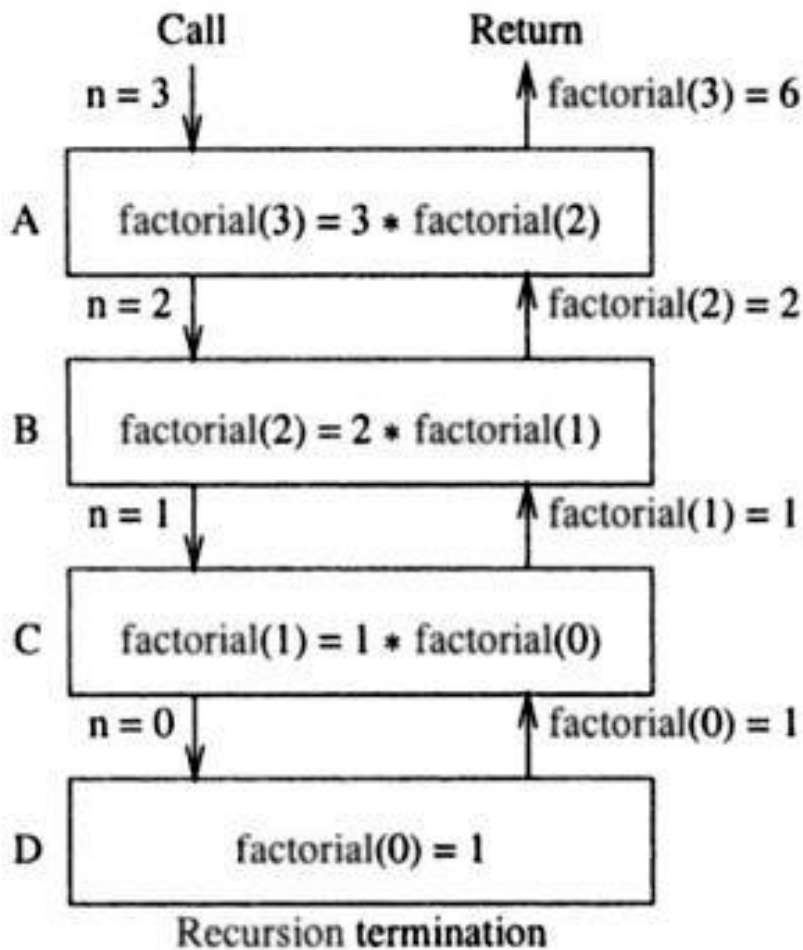 Call Return
n = 3 factorial(3) = 6
A factorial(3) = 3 * factorial(2)
n = 2 factorial(2) = 2
B factorial(2) = 2 * factorial(1)
n = 1 factorial(1) = 1
C factorial(1) = 1 * factorial(0)
n = 0 factorial(0) = 1
D factorial(0) = 1
Recursion termination